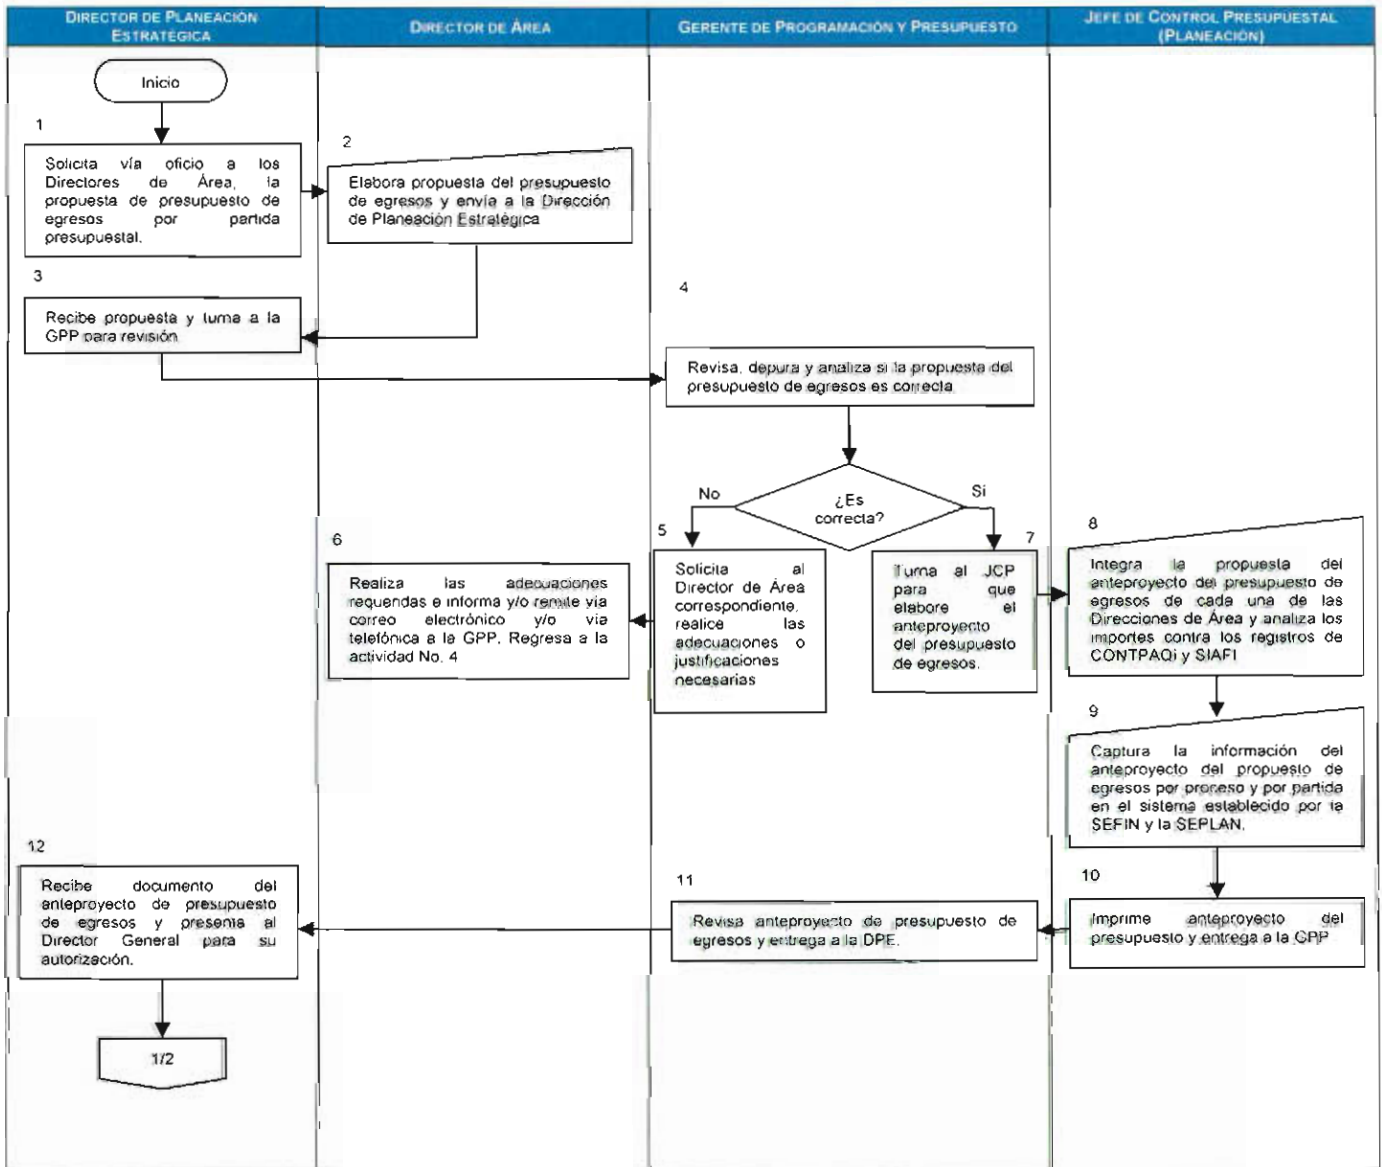 DIRECTOR DE PLANEACIÓN
ESTRATÉGICA
DIRECTOR DE ÁREA
GERENTE DE PROGRAMACIÓN Y PRESUPUESTO
JEFE DE CONTROL PRESUPUESTAL
(PLANEACIÓN)
Inicio
1
Solicita vía oficio a los
Directores de Área, la
propuesta de presupuesto de
egresos por partida
presupuestal.
2
Elabora propuesta del presupuesto
de egresos y envía a la Dirección
de Planeación Estratégica
3
Recibe propuesta y turna a la
GPP para revisión
4
Revisa, depura y analiza si la propuesta del
presupuesto de egresos es correcta
¿Es
correcta?
No
Si
5
Solicita al
Director de Área
correspondiente,
realice las
adecuaciones o
justificaciones
necesarias
6
Realiza las adecuaciones
requeridas e informa y/o remite vía
correo electrónico y/o vía
telefónica a la GPP. Regresa a la
actividad No. 4
7
Turna al JCP
para que
elabore el
anteproyecto
del presupuesto
de egresos.
8
Integra la propuesta del
anteproyecto del presupuesto de
egresos de cada una de las
Direcciones de Área y analiza los
importes contra los registros de
CONTPAQi y SIAFI
9
Captura la información del
anteproyecto del propuesto de
egresos por proceso y por partida
en el sistema establecido por la
SEFIN y la SEPLAN.
10
Imprime anteproyecto del
presupuesto y entrega a la GPP
11
Revisa anteproyecto de presupuesto de
egresos y entrega a la DPE.
12
Recibe documento del
anteproyecto de presupuesto
de egresos y presenta al
Director General para su
autorización.
1/2